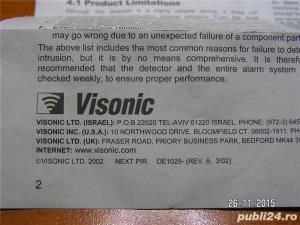 4.1 Product Limitations
may go wrong due to an unexpected failure of a component part
The above list includes the most common reasons for failure to
intrusion, but it is by no means comprehensive. It is
recommended that the detector and the entire alarm system
checked weekly, to ensure proper performance.
Visonic
VISONIC LTD. (ISRAEL): P.O.B 22020 TEL-AVIV 61220 ISRAEL. PHONE: (972-3) 645
VISONIC INC. (U.S.A.): 10 NORTHWOOD DRIVE, BLOOMFIELD CT. 06002-1911. PH
VISONIC LTD. (UK): FRASER ROAD, PRIORY BUSINESS PARK, BEDFORD MK44 3
INTERNET: www.visonic.com
©VISONIC LTD. 2002 NEXT PIR DE1029- (REV. 6, 3/02)
2
26.11.2015
publi24.ro